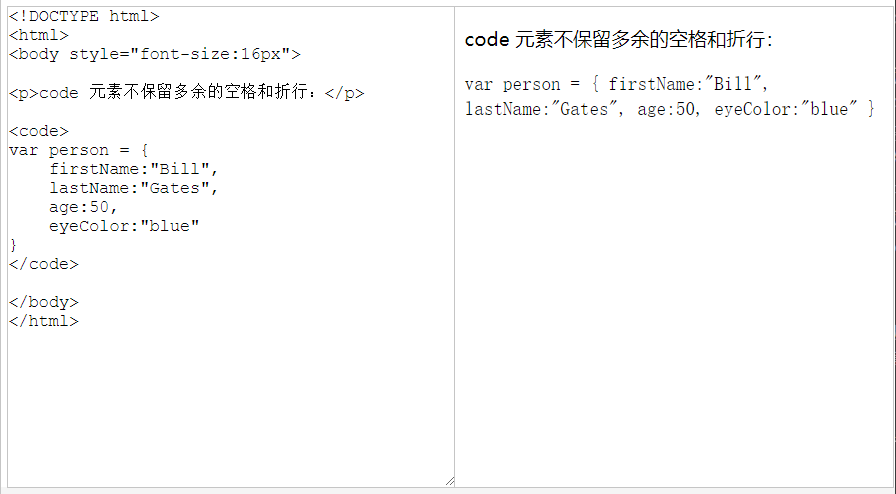 <!DOCTYPE html>
<html>
<body style="font-size:16px">
<p>code 元素不保留多余的空格和折行：</p>
<code>
var person = {
    firstName:"Bill",
    lastName:"Gates",
    age:50,
    eyeColor:"blue"
}
</code>
</body>
</html>
code 元素不保留多余的空格和折行：
var person = { firstName:"Bill",
lastName:"Gates", age:50, eyeColor:"blue" }